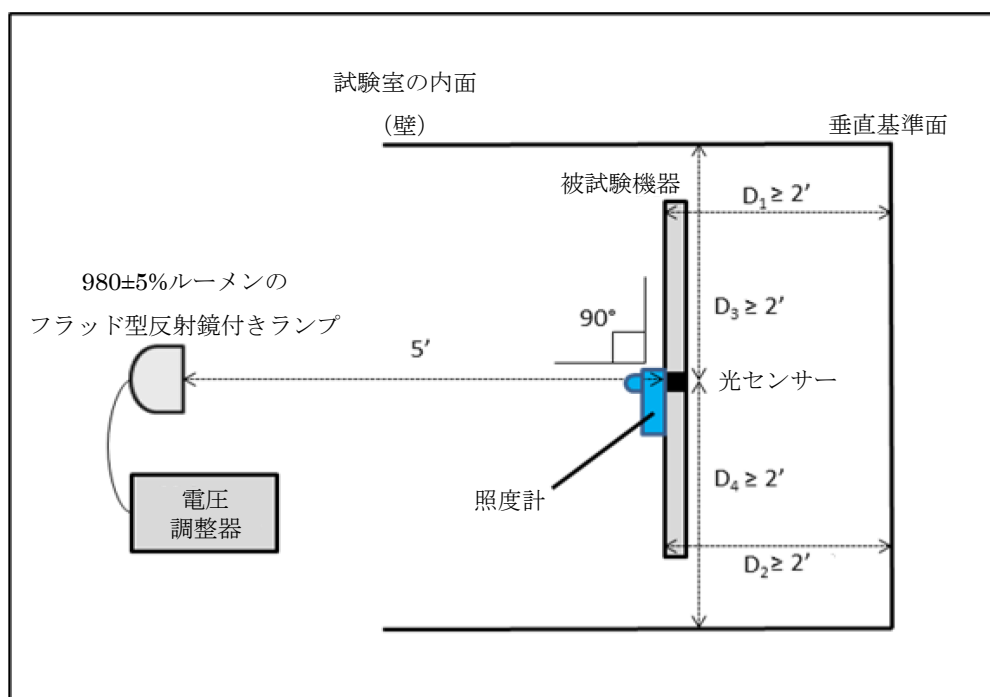 試験室の内面
（壁）
垂直基準面
被試験機器
D₁ ≥ 2’
980±5%ルーメンの
フラッド型反射鏡付きランプ
90°
D₃ ≥ 2’
5’
光センサー
照度計
D₄ ≥ 2’
電圧
調整器
D₂ ≥ 2’